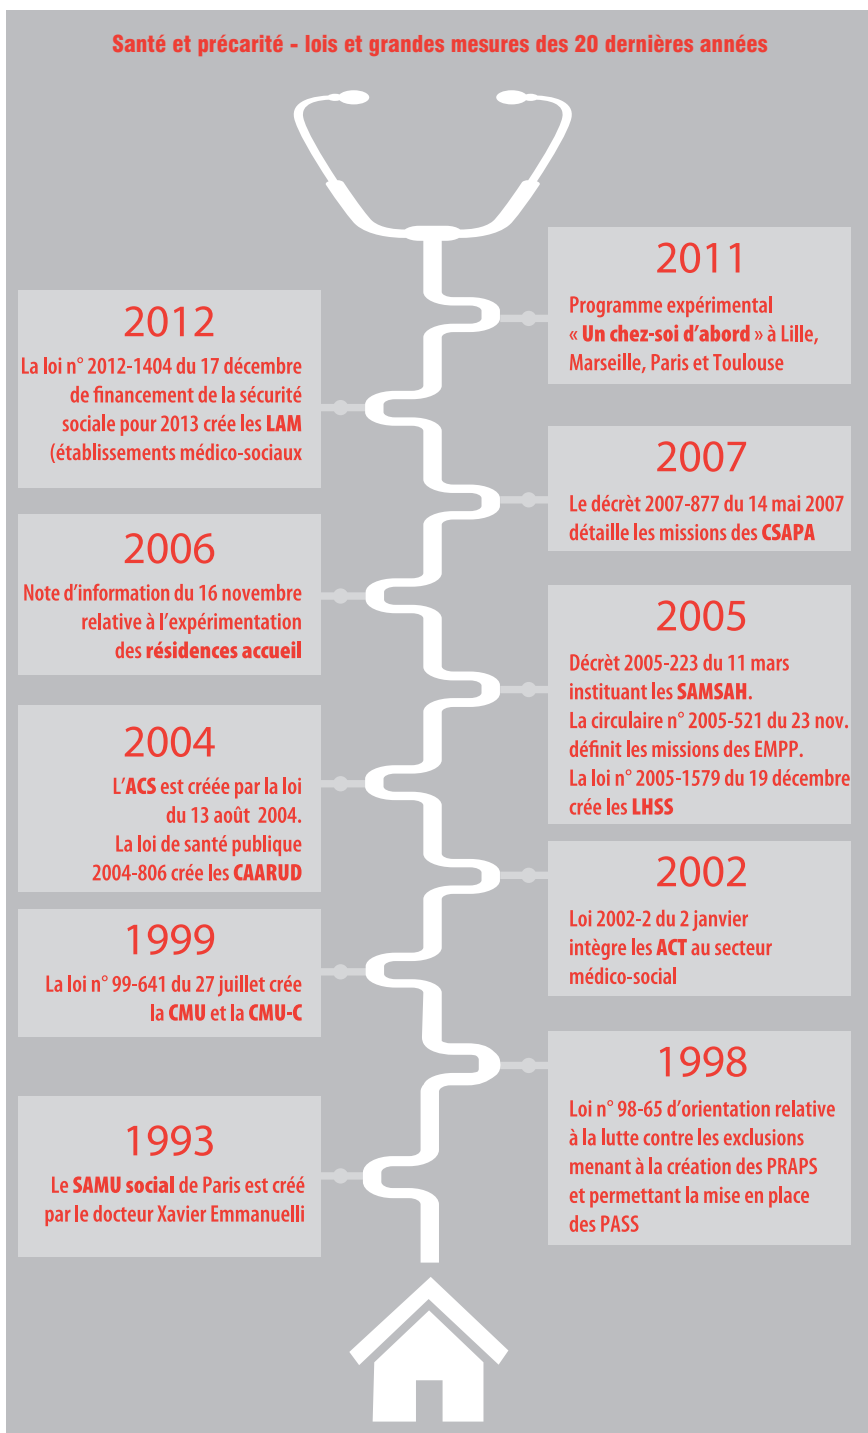 Santé et précarité - lois et grandes mesures des 20 dernières années
2011
Programme expérimental
« Un chez-soi d’abord » à Lille,
Marseille, Paris et Toulouse
2012
La loi n° 2012-1404 du 17 décembre
de financement de la sécurité
sociale pour 2013 crée les LAM
(établissements médico-sociaux
2007
Le décrèt 2007-877 du 14 mai 2007
détaille les missions des CSAPA
2006
Note d’information du 16 novembre
relative à l’expérimentation
des résidences accueil
2005
Décrèt 2005-223 du 11 mars
instituant les SAMSAH.
La circulaire n° 2005-521 du 23 nov.
définit les missions des EMPP.
La loi n° 2005-1579 du 19 décembre
crée les LHSS
2004
L’ACS est créée par la loi
du 13 août 2004.
La loi de santé publique
2004-806 crée les CAARUD
2002
Loi 2002-2 du 2 janvier
intègre les ACT au secteur
médico-social
1999
La loi n° 99-641 du 27 juillet crée
la CMU et la CMU-C
1998
Loi n° 98-65 d’orientation relative
à la lutte contre les exclusions
menant à la création des PRAPS
et permettant la mise en place
des PASS
1993
Le SAMU social de Paris est créé
par le docteur Xavier Emmanuelli